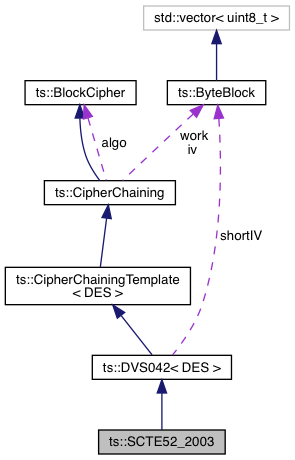 std::vector< uint8_t >
ts::BlockCipher
ts::ByteBlock
algo
work
iv
ts::CipherChaining
shortIV
ts::CipherChainingTemplate
< DES >
ts::DVS042< DES >
ts::SCTE52_2003